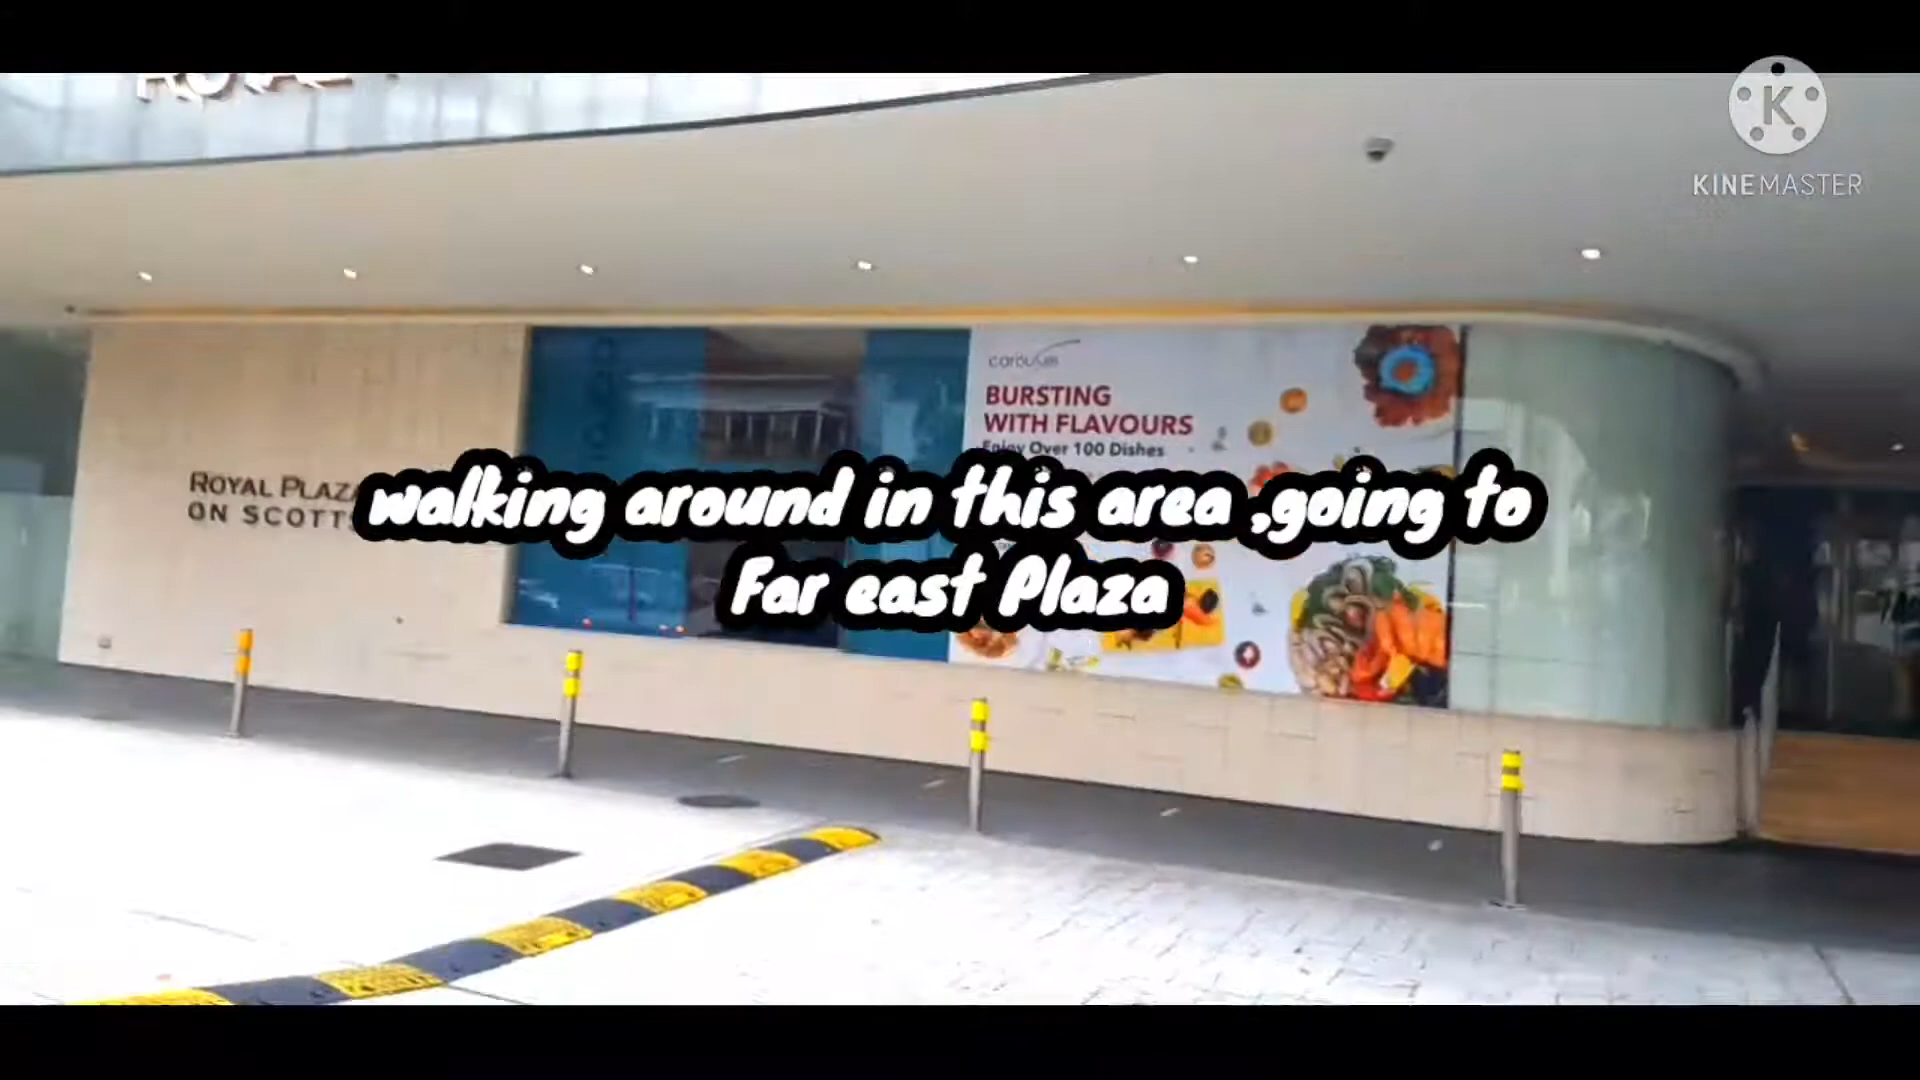 K
KINEMASTER
carousel
BURSTING
WITH FLAVOURS
Enjoy Over 100 Dishes
ROYAL PLAZA
ON SCOTTS
walking around in this area ,going to
Far east Plaza